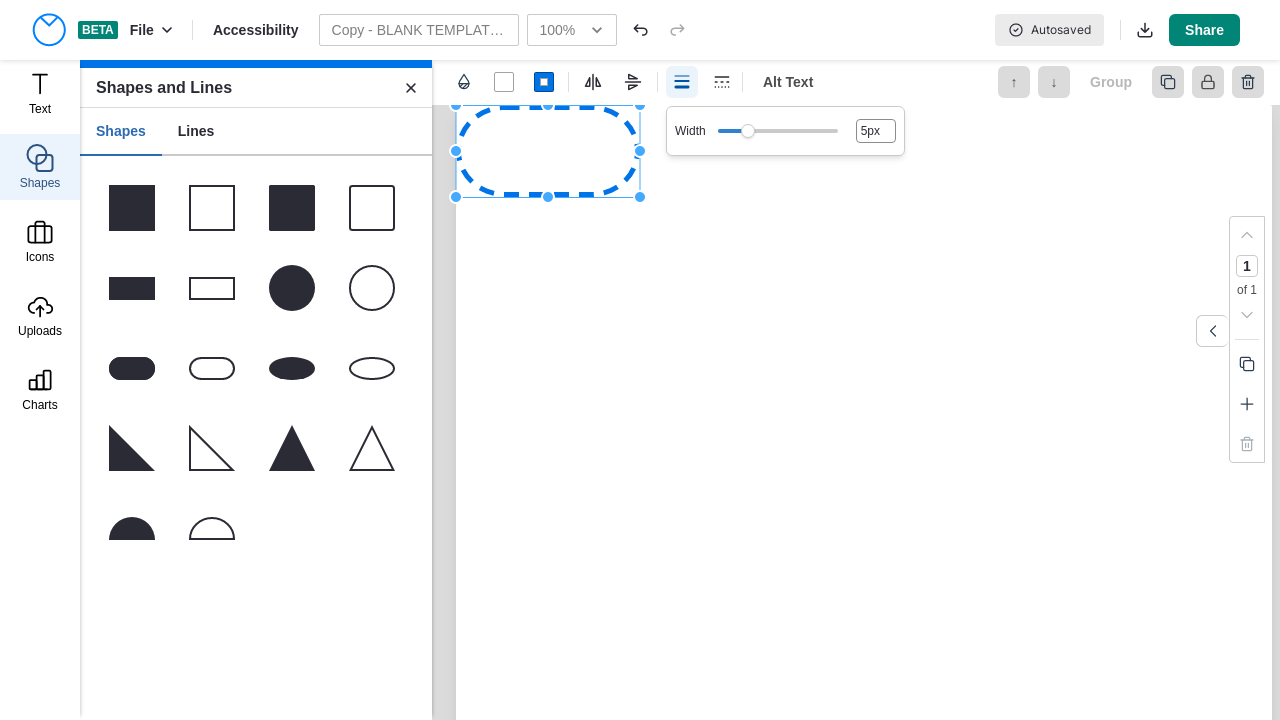 BETA
File
Accessibility
Copy - BLANK TEMPLAT…
100%
Autosaved
Share
Text
Shapes
Icons
Uploads
Charts
Shapes and Lines
Shapes
Lines
Alt Text
↑
↓
Group
Width
5px
1
of 1